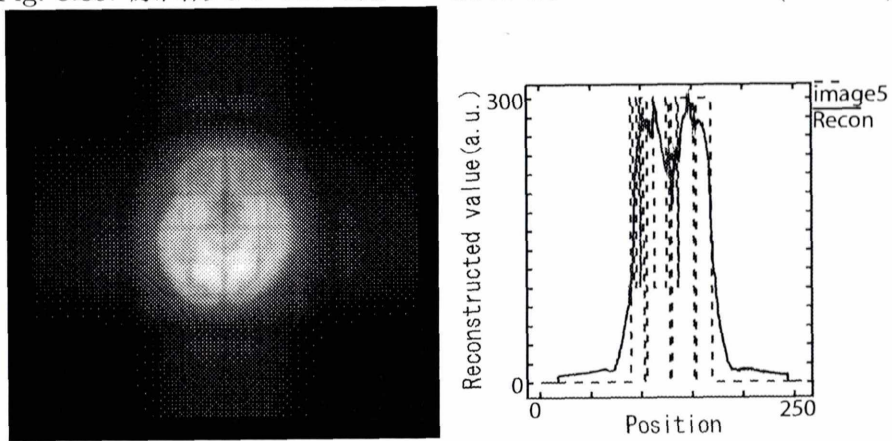 300
0
Reconstructed value(a.u.)
0
250
Position
image5
Recon